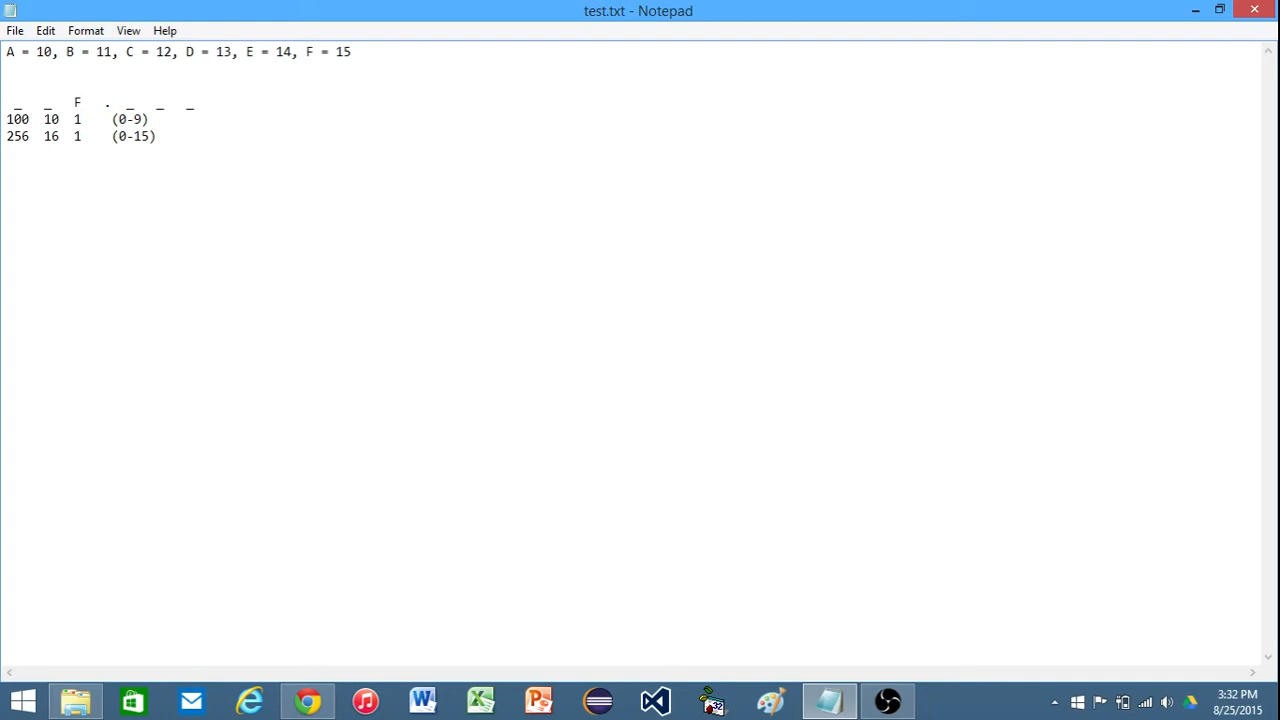 test.txt - Notepad
File Edit Format View Help
A = 10, B = 11, C = 12, D = 13, E = 14, F = 15
_ _ F . _ _ _
100 10 1 (0-9)
256 16 1 (0-15)
32
3:32 PM
8/25/2015